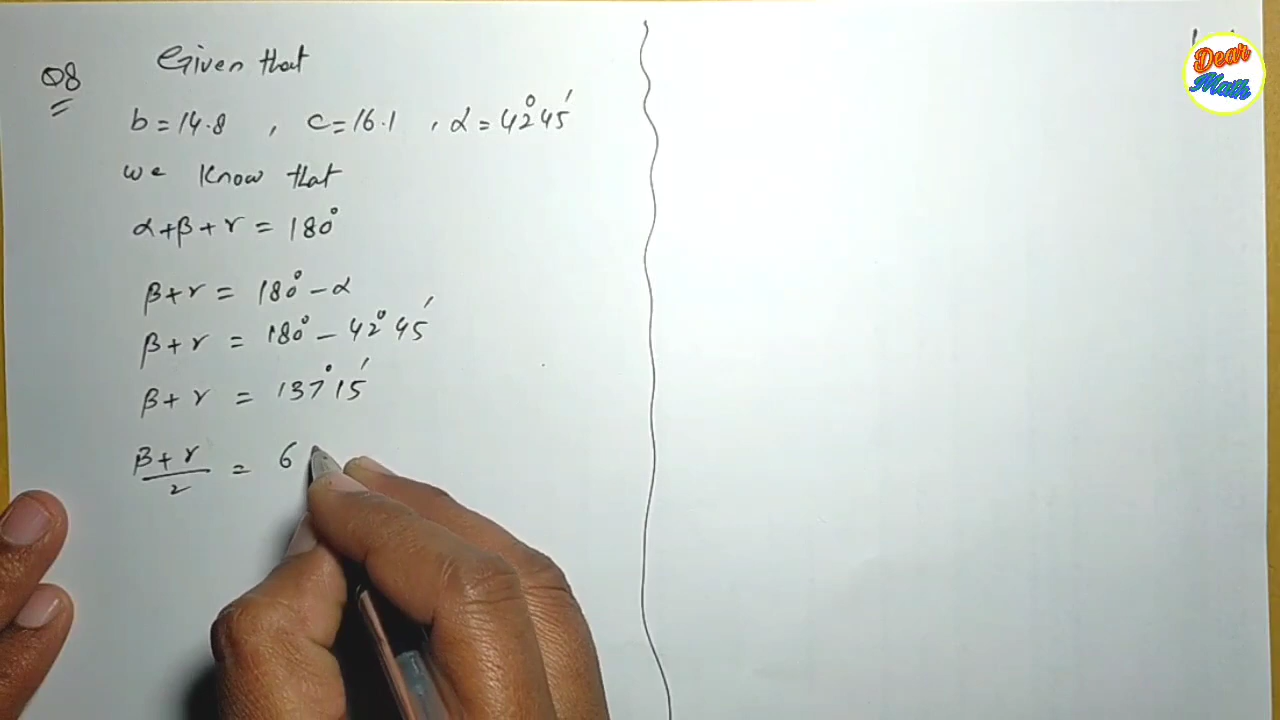 Q8 Given that
b = 14.8 , c = 16.1 , α = 42° 45'
we know that
α + β + γ = 180°
β + γ = 180° - α
β + γ = 180° - 42° 45'
β + γ = 137° 15'
β + γ / 2 = 6
Dear
Math